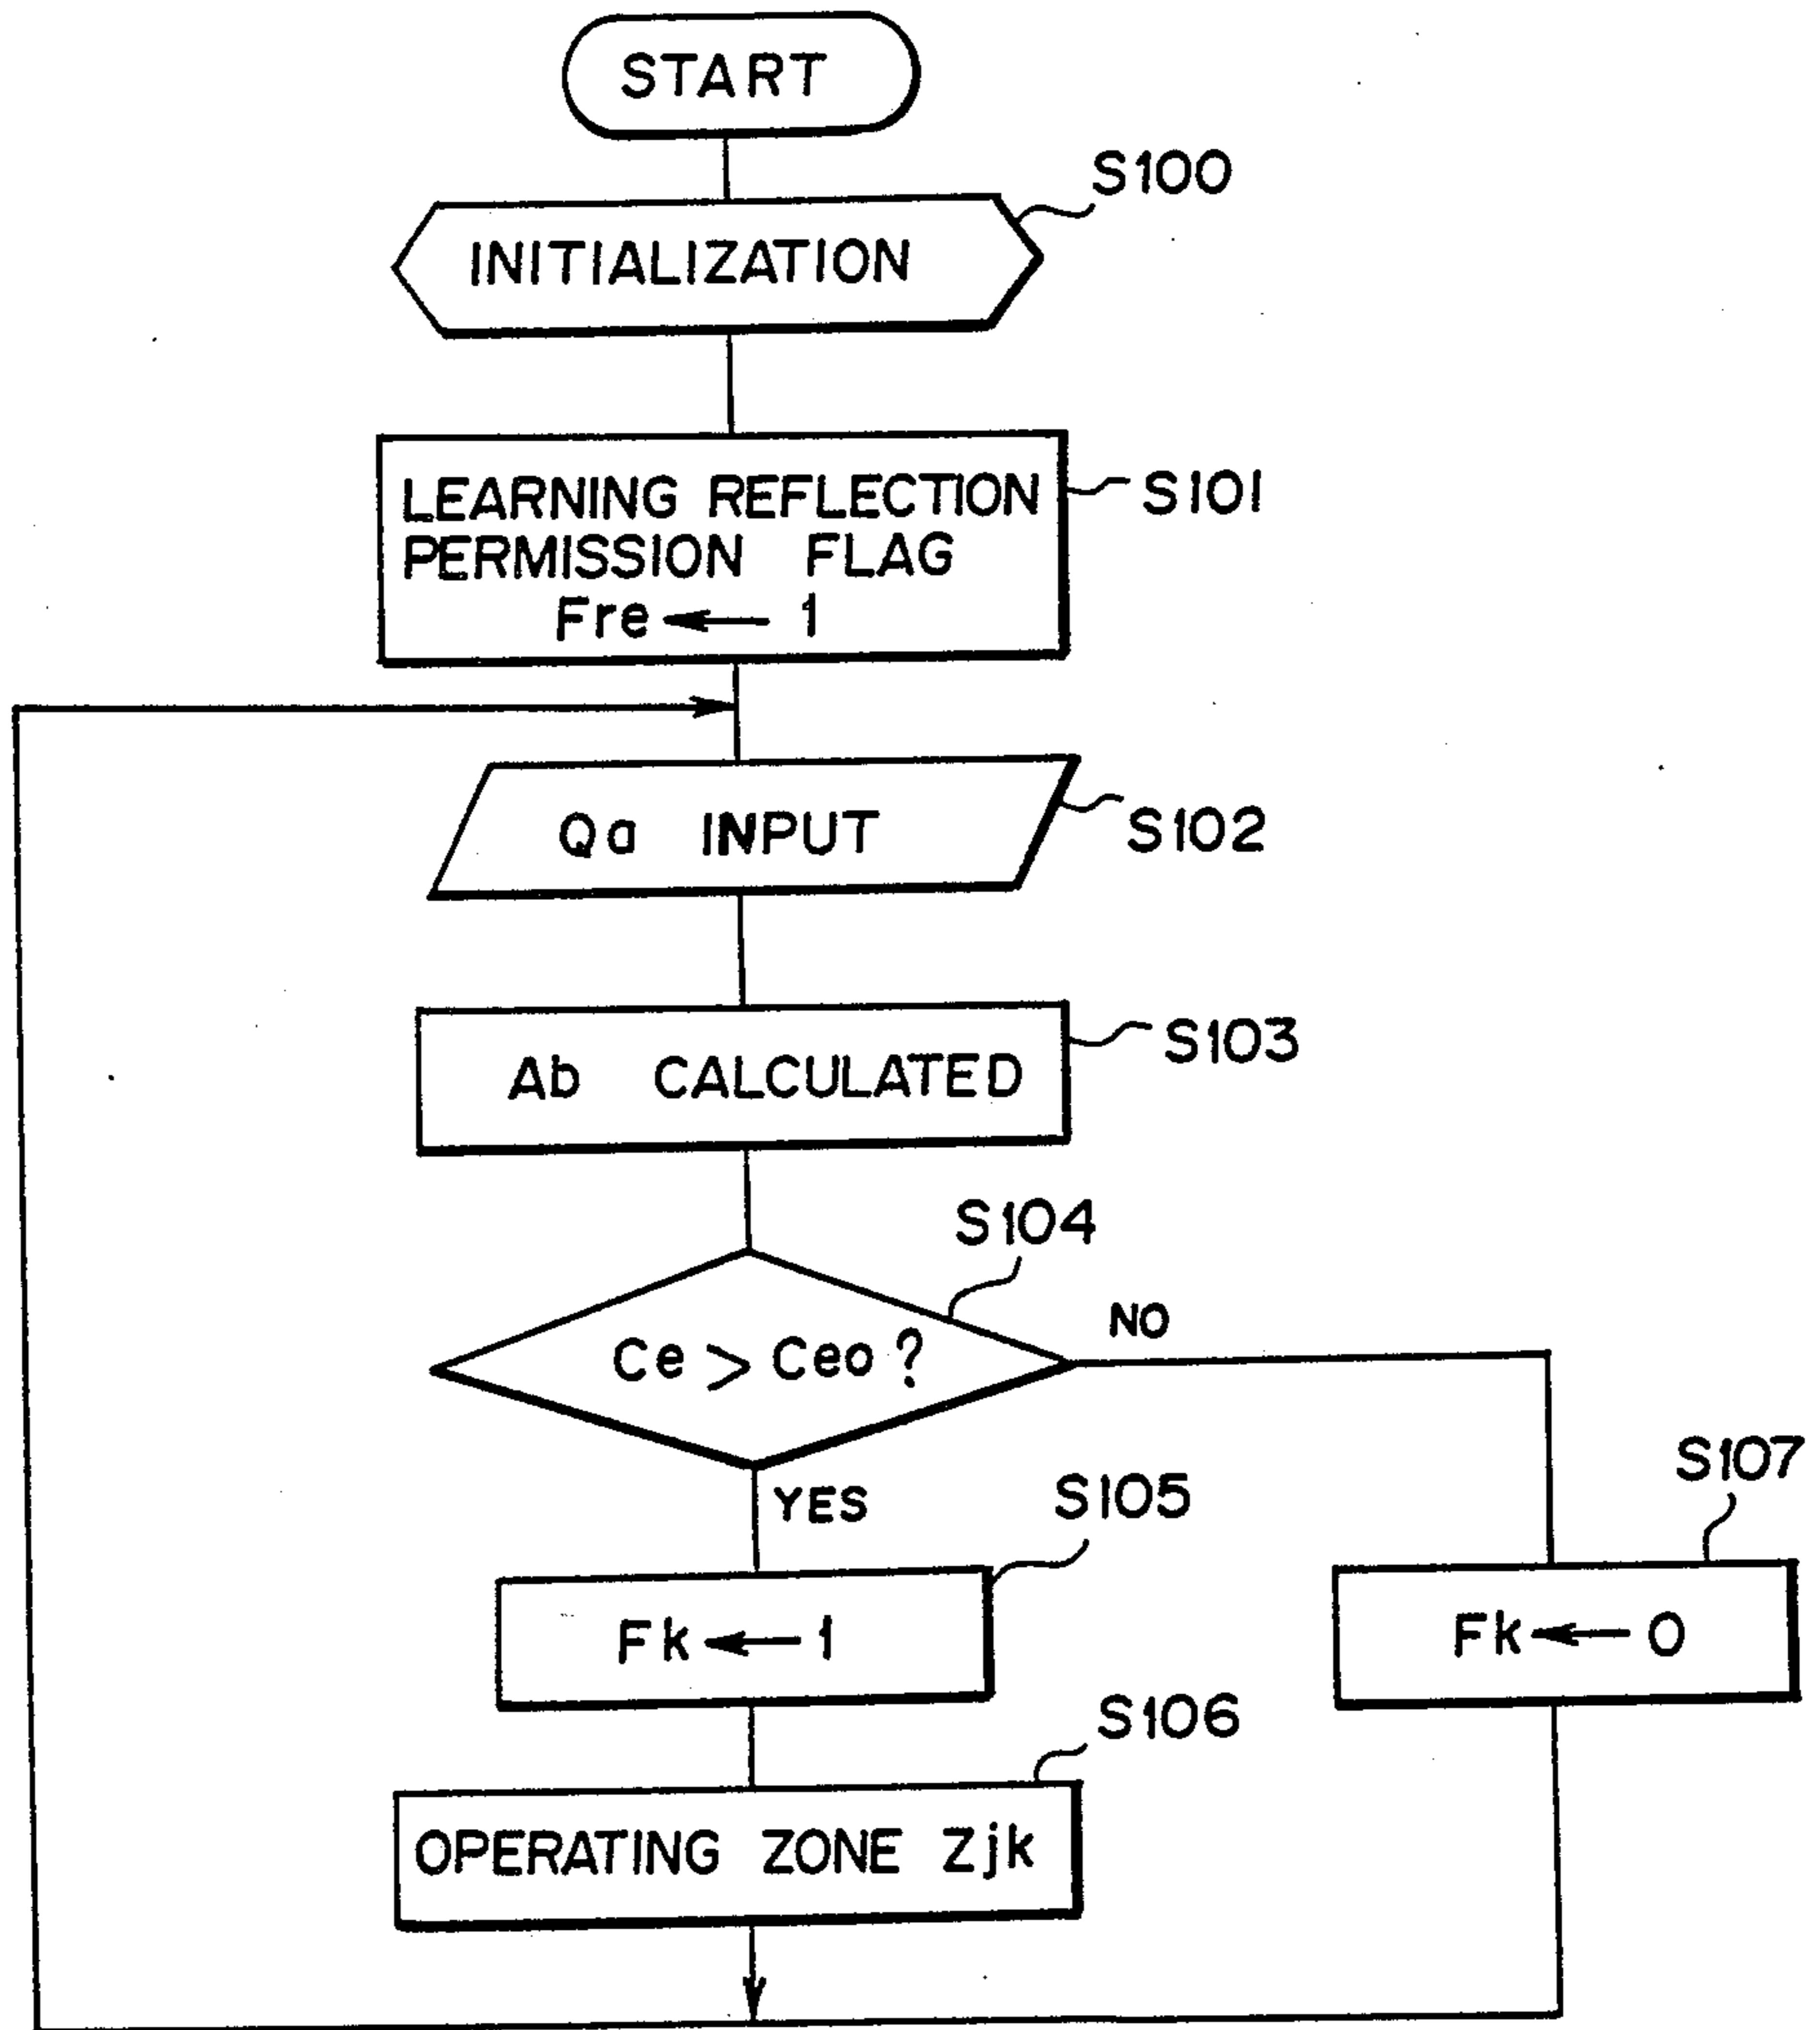 START
S100
INITIALIZATION
LEARNING REFLECTION
PERMISSION FLAG
Fre ← 1
S101
Qa INPUT
S102
Ab CALCULATED
S103
S104
Ce > Ceo ?
NO
YES
S105
Fk ← 1
S107
Fk ← 0
S106
OPERATING ZONE Zjk